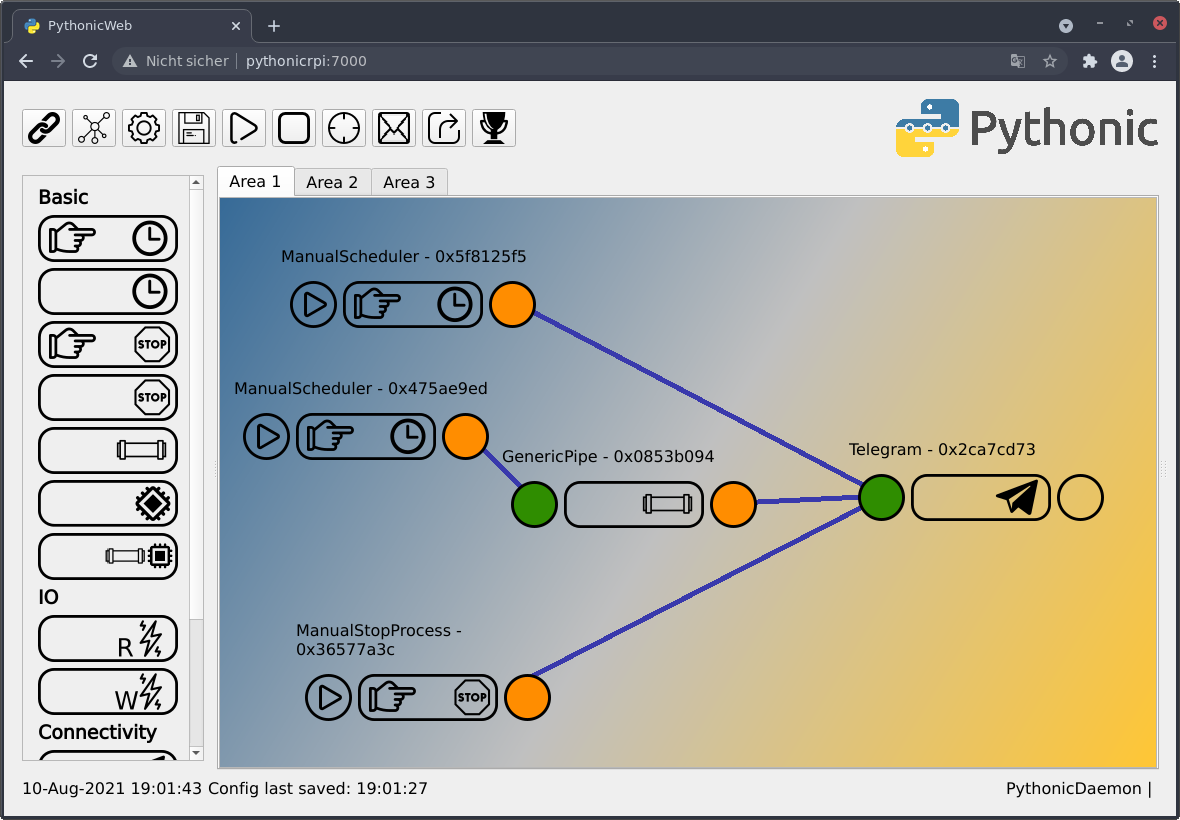 PythonicWeb
Nicht sicher
pythonicrpi:7000
Pythonic
Area 1
Area 2
Area 3
Basic
STOP
STOP
IO
R
W
Connectivity
ManualScheduler - 0x5f8125f5
ManualScheduler - 0x475ae9ed
GenericPipe - 0x0853b094
Telegram - 0x2ca7cd73
ManualStopProcess -
0x36577a3c
STOP
10-Aug-2021 19:01:43 Config last saved: 19:01:27
PythonicDaemon |